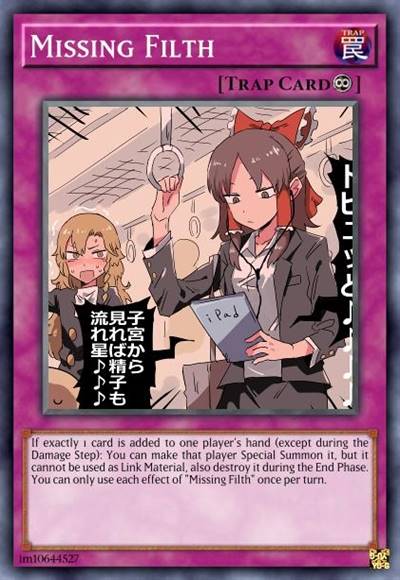 MISSING FILTH
TRAP
罠
[TRAP CARD]
トビコッと♪♪
iPad
子宮から
見れば精子も
流れ星♪♪♪
If exactly 1 card is added to one player's hand (except during the
Damage Step): You can make that player Special Summon it, but it
cannot be used as Link Material, also destroy it during the End Phase.
You can only use each effect of "Missing Filth" once per turn.
im10644527